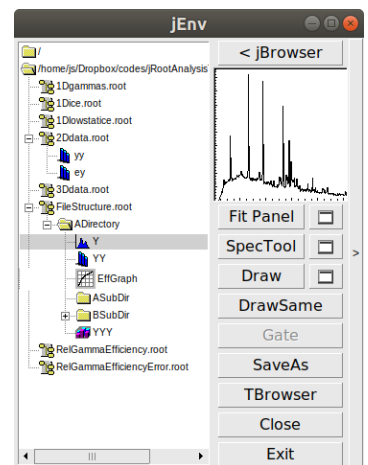 jEnv
/
/home/js/Dropbox/codes/jRootAnalysis
1Dgammas.root
1Dice.root
1Dlowstatice.root
2Ddata.root
yy
ey
3Ddata.root
FileStructure.root
ADirectory
Y
YY
EffGraph
ASubDir
BSubDir
YYY
RelGammaEfficiency.root
RelGammaEfficiencyError.root
< jBrowser
Fit Panel
SpecTool
Draw
DrawSame
Gate
SaveAs
TBrowser
Close
Exit
>